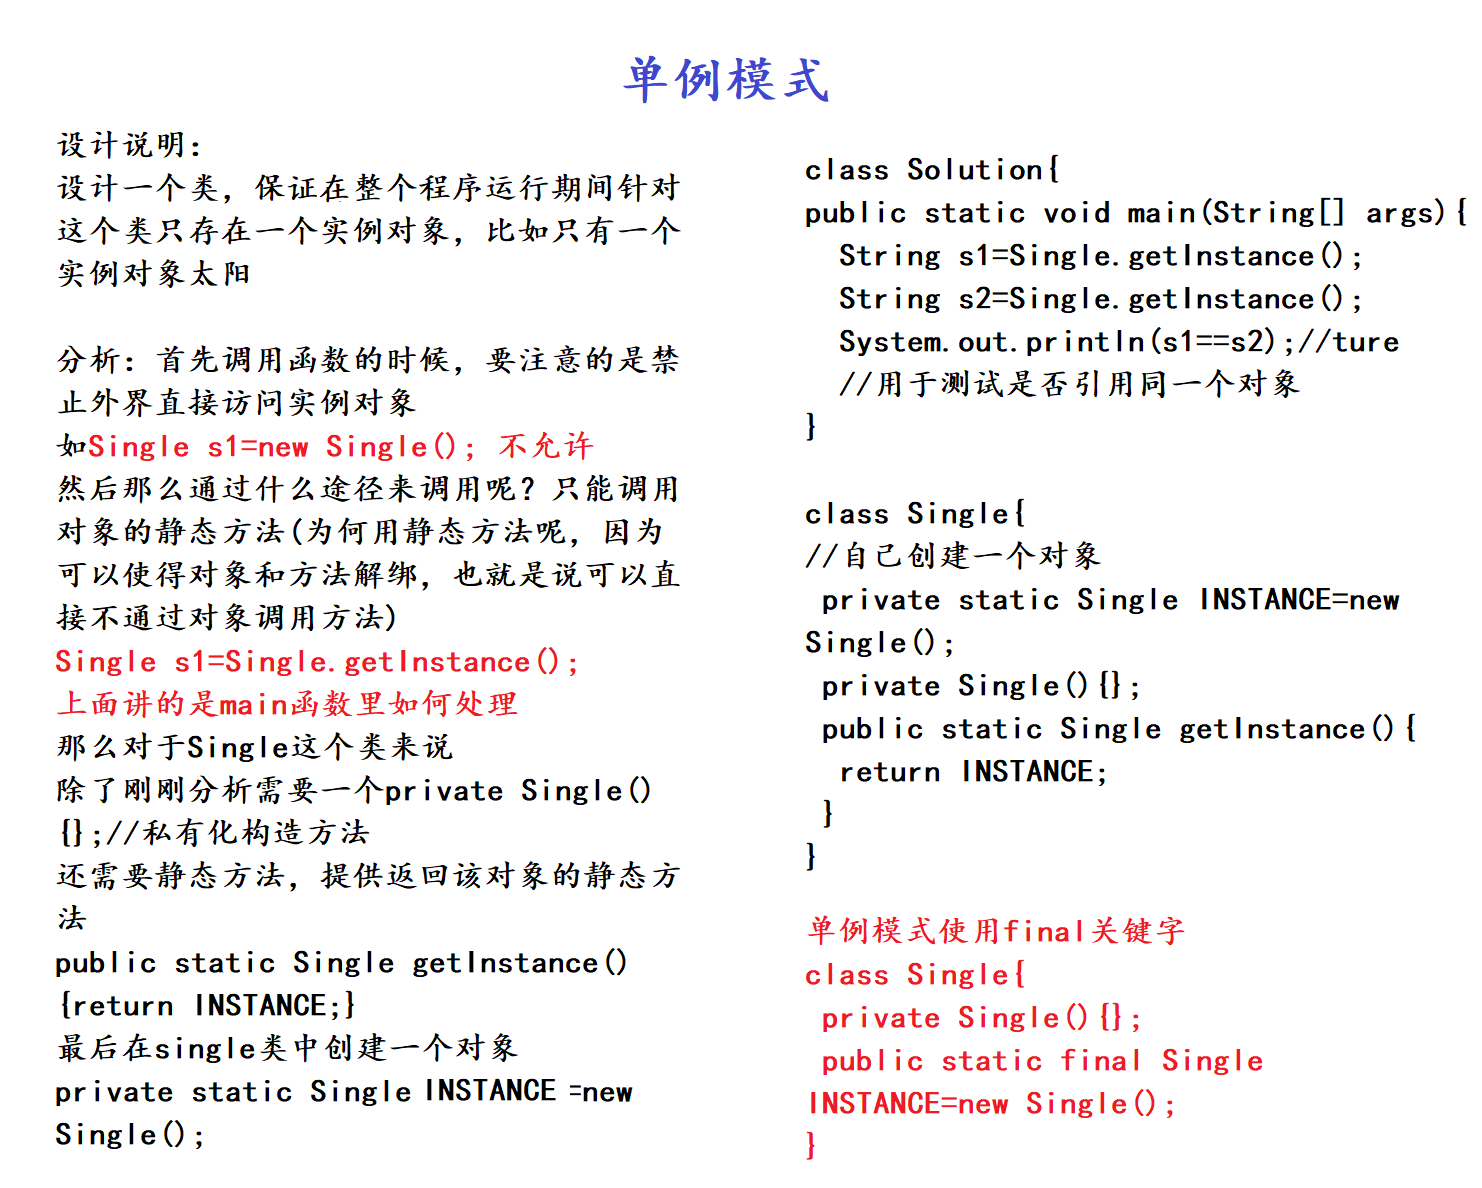 单例模式
设计说明：
设计一个类，保证在整个程序运行期间针对
这个类只存在一个实例对象，比如只有一个
实例对象太阳
分析：首先调用函数的时候，要注意的是禁
止外界直接访问实例对象
如Single s1=new Single(); 不允许
然后那么通过什么途径来调用呢？只能调用
对象的静态方法(为何用静态方法呢，因为
可以使得对象和方法解绑，也就是说可以直
接不通过对象调用方法)
Single s1=Single.getInstance();
上面讲的是main函数里如何处理
那么对于Single这个类来说
除了刚刚分析需要一个private Single()
{};//私有化构造方法
还需要静态方法，提供返回该对象的静态方
法
public static Single getInstance()
{return INSTANCE;}
最后在single类中创建一个对象
private static Single INSTANCE =new
Single();
class Solution{
public static void main(String[] args){
String s1=Single.getInstance();
String s2=Single.getInstance();
System.out.println(s1==s2);//ture
//用于测试是否引用同一个对象
}
class Single{
//自己创建一个对象
private static Single INSTANCE=new
Single();
private Single(){};
public static Single getInstance(){
return INSTANCE;
}
}
单例模式使用final关键字
class Single{
private Single(){};
public static final Single
INSTANCE=new Single();
}